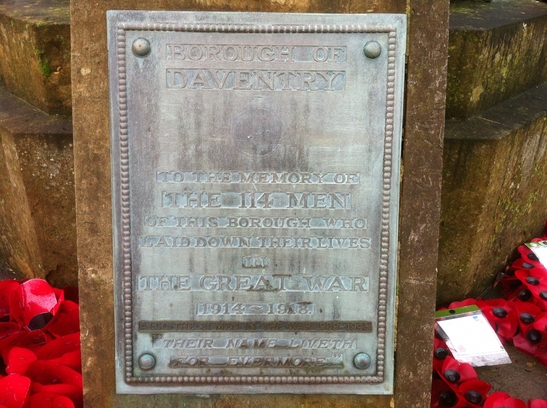 BOROUGH OF
DAVENTRY
TO THE MEMORY OF
THE 114 MEN
OF THIS BOROUGH WHO
LAID DOWN THEIR LIVES
IN
THE GREAT WAR
1914-1918
THEIR NAME LIVETH
FOR EVERMORE